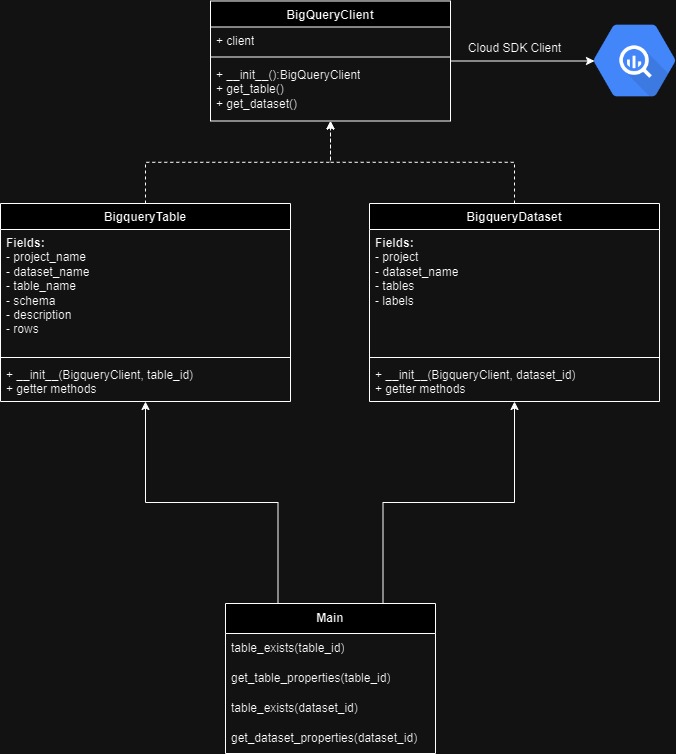 BigQueryClient
+ client
+ __init__():BigQueryClient
+ get_table()
+ get_dataset()
Cloud SDK Client
BigqueryTable
Fields:
- project_name
- dataset_name
- table_name
- schema
- description
- rows
+ __init__(BigqueryClient, table_id)
+ getter methods
BigqueryDataset
Fields:
- project
- dataset_name
- tables
- labels
+ __init__(BigqueryClient, dataset_id)
+ getter methods
Main
table_exists(table_id)
get_table_properties(table_id)
table_exists(dataset_id)
get_dataset_properties(dataset_id)